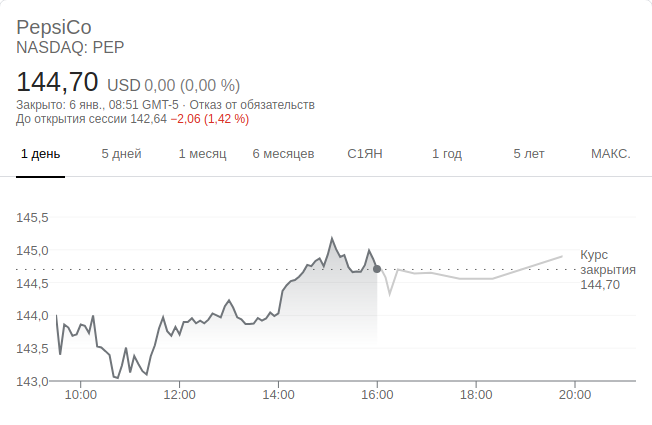 PepsiCo
NASDAQ: PEP
144,70 USD 0,00 (0,00 %)
Закрыто: 6 янв., 08:51 GMT-5 · Отказ от обязательств
До открытия сессии 142,64 −2,06 (1,42 %)
1 день 5 дней 1 месяц 6 месяцев С1ЯН 1 год 5 лет МАКС.
145,5
145,0
144,5
144,0
143,5
143,0
Курс
закрытия
144,70
10:00 12:00 14:00 16:00 18:00 20:00